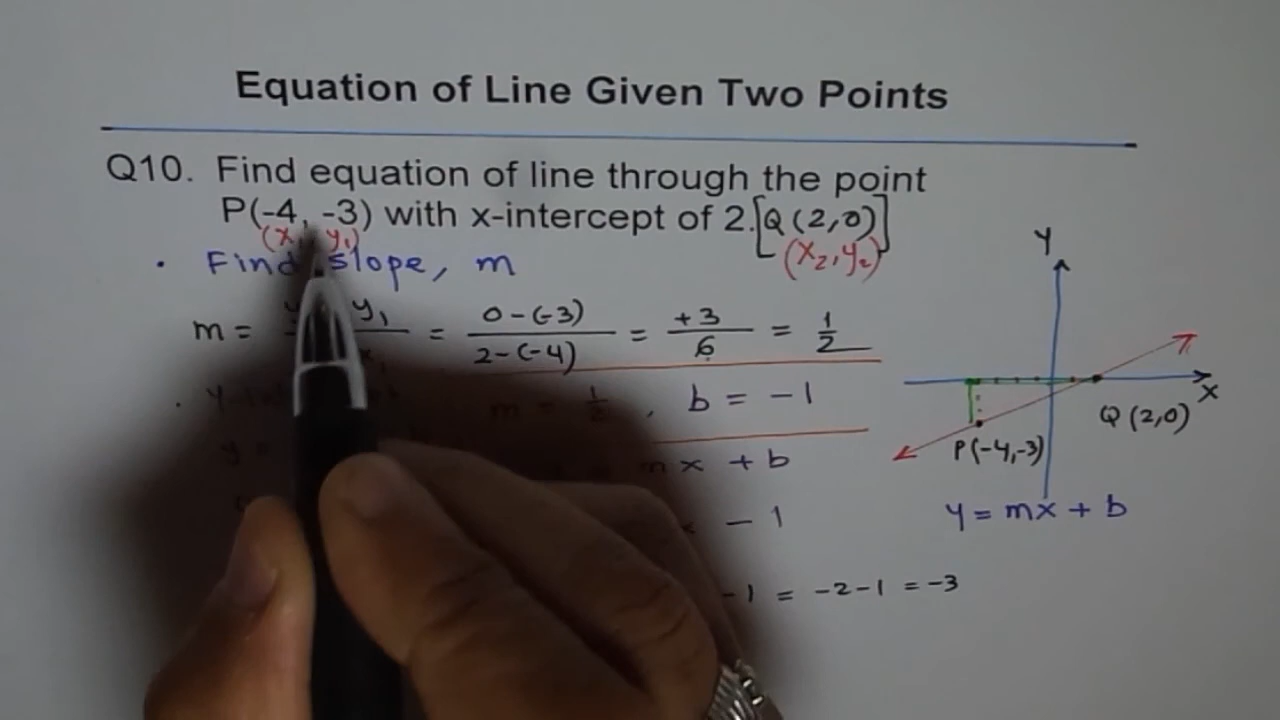 Equation of Line Given Two Points
Q10. Find equation of line through the point
P(-4, -3) with x-intercept of 2. [Q (2,0)]
(x y₁) (x₂, y₂)
• Find slope, m
m = y₁ = 0-(-3) / 2-(-4) = +3 / 6 = 1/2
m = 1/2 , b = -1
y =
m x + b
x - 1
-1 = -2-1 = -3
Y
X
Q (2,0)
P(-4,-3)
y = mx + b